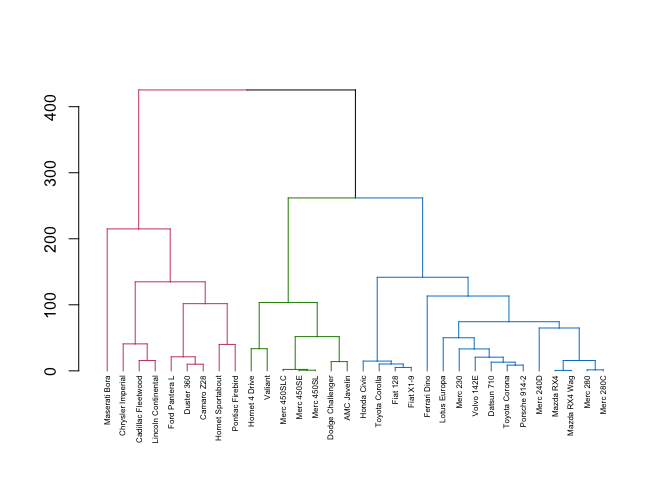 400
300
200
100
0
Maserati Bora
Chrysler Imperial
Cadillac Fleetwood
Lincoln Continental
Ford Pantera L
Duster 360
Camaro Z28
Hornet Sportabout
Pontiac Firebird
Hornet 4 Drive
Valiant
Merc 450SLC
Merc 450SE
Merc 450SL
Dodge Challenger
AMC Javelin
Honda Civic
Toyota Corolla
Fiat 128
Fiat X1-9
Ferrari Dino
Lotus Europa
Merc 230
Volvo 142E
Datsun 710
Toyota Corona
Porsche 914-2
Merc 240D
Mazda RX4
Mazda RX4 Wag
Merc 280
Merc 280C